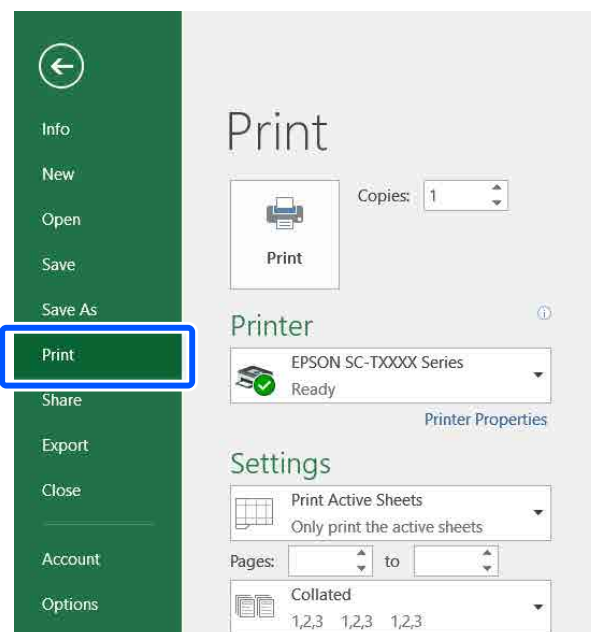 Info
New
Open
Save
Save As
Print
Share
Export
Close
Account
Options
Print
Copies: 1
Print
Printer
EPSON SC-TXXXX Series
Ready
Printer Properties
Settings
Print Active Sheets
Only print the active sheets
Pages: to
Collated
1,2,3 1,2,3 1,2,3